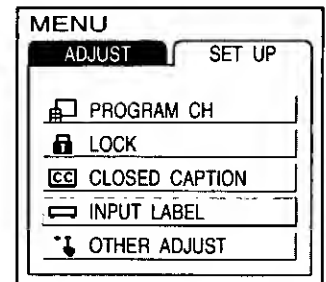 MENU
ADJUST SET UP
PROGRAM CH
LOCK
CC CLOSED CAPTION
INPUT LABEL
OTHER ADJUST